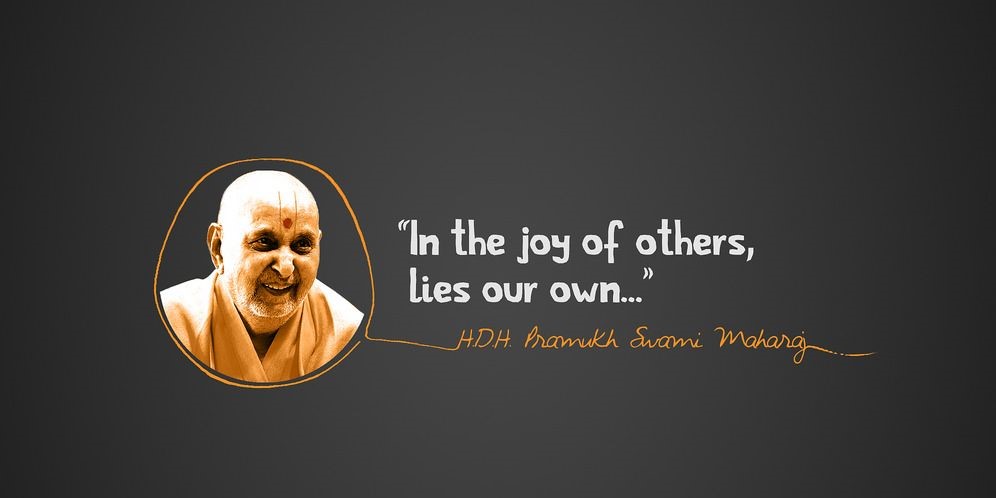 “In the joy of others,
lies our own...”
H.D.H. Pramukh Swami Maharaj